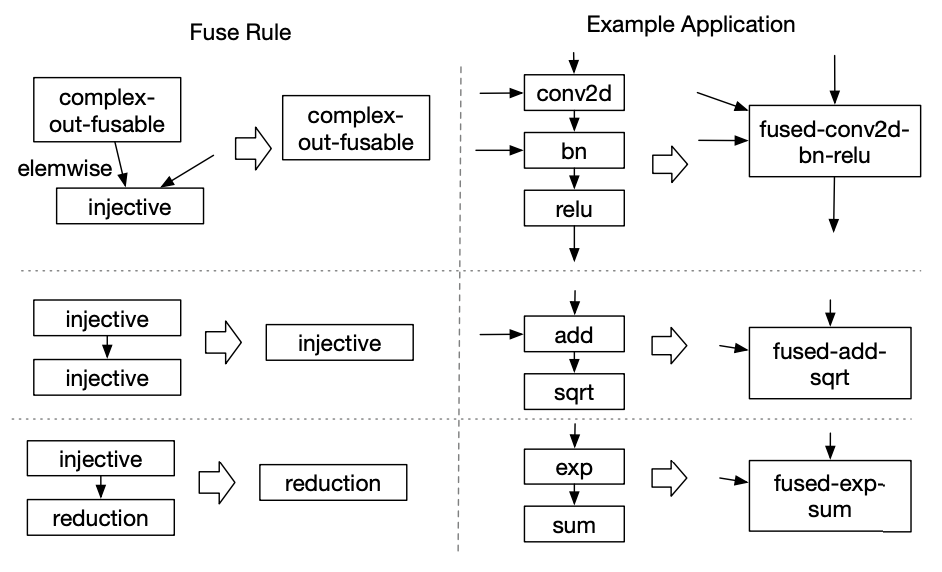 Fuse Rule
Example Application
complex-
out-fusable
elemwise
injective
complex-
out-fusable
conv2d
bn
relu
fused-conv2d-
bn-relu
injective
injective
injective
add
sqrt
fused-add-
sqrt
injective
reduction
reduction
exp
sum
fused-exp-
sum